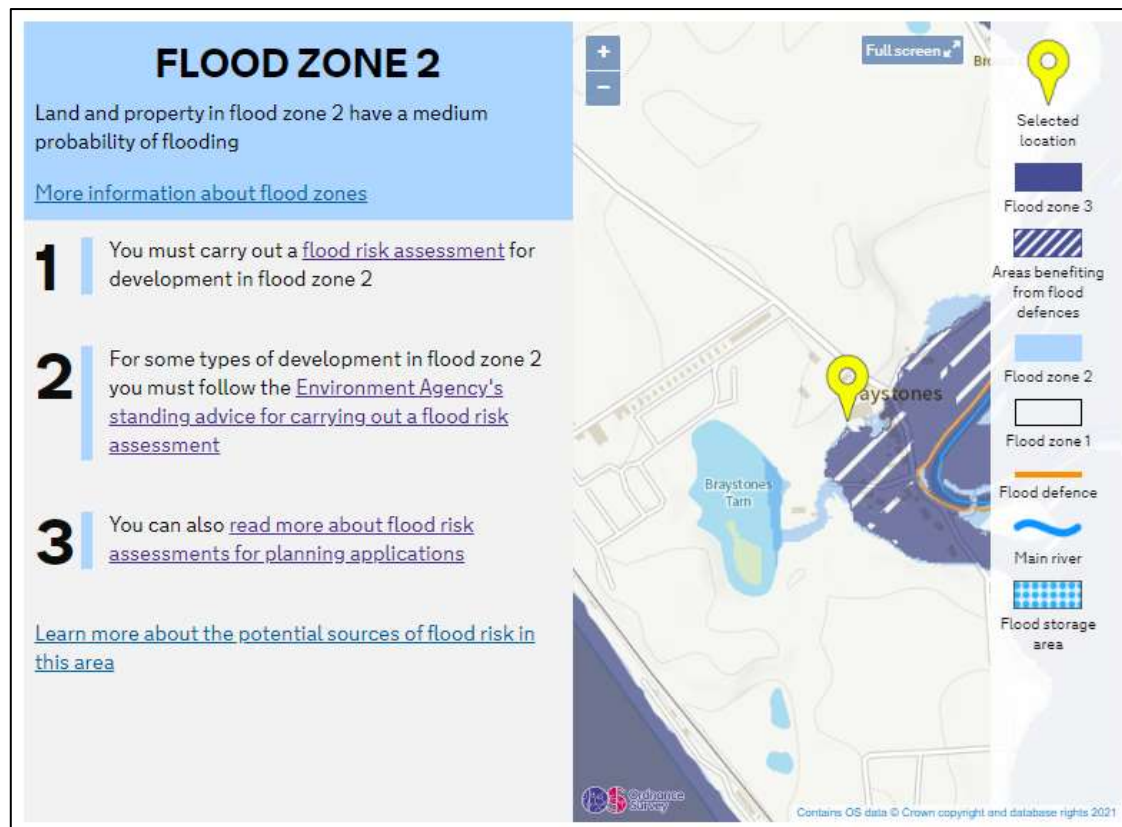 FLOOD ZONE 2
Land and property in flood zone 2 have a medium
probability of flooding
More information about flood zones
1
You must carry out a flood risk assessment for
development in flood zone 2
2
For some types of development in flood zone 2
you must follow the Environment Agency's
standing advice for carrying out a flood risk
assessment
3
You can also read more about flood risk
assessments for planning applications
Learn more about the potential sources of flood risk in
this area
+
−
Full screen
aystones
Braystones
Tarn
Ordnance
Survey
Selected
location
Flood zone 3
Areas benefiting
from flood
defences
Flood zone 2
Flood zone 1
Flood defence
Main river
Flood storage
area
Contains OS data © Crown copyright and database rights 2021